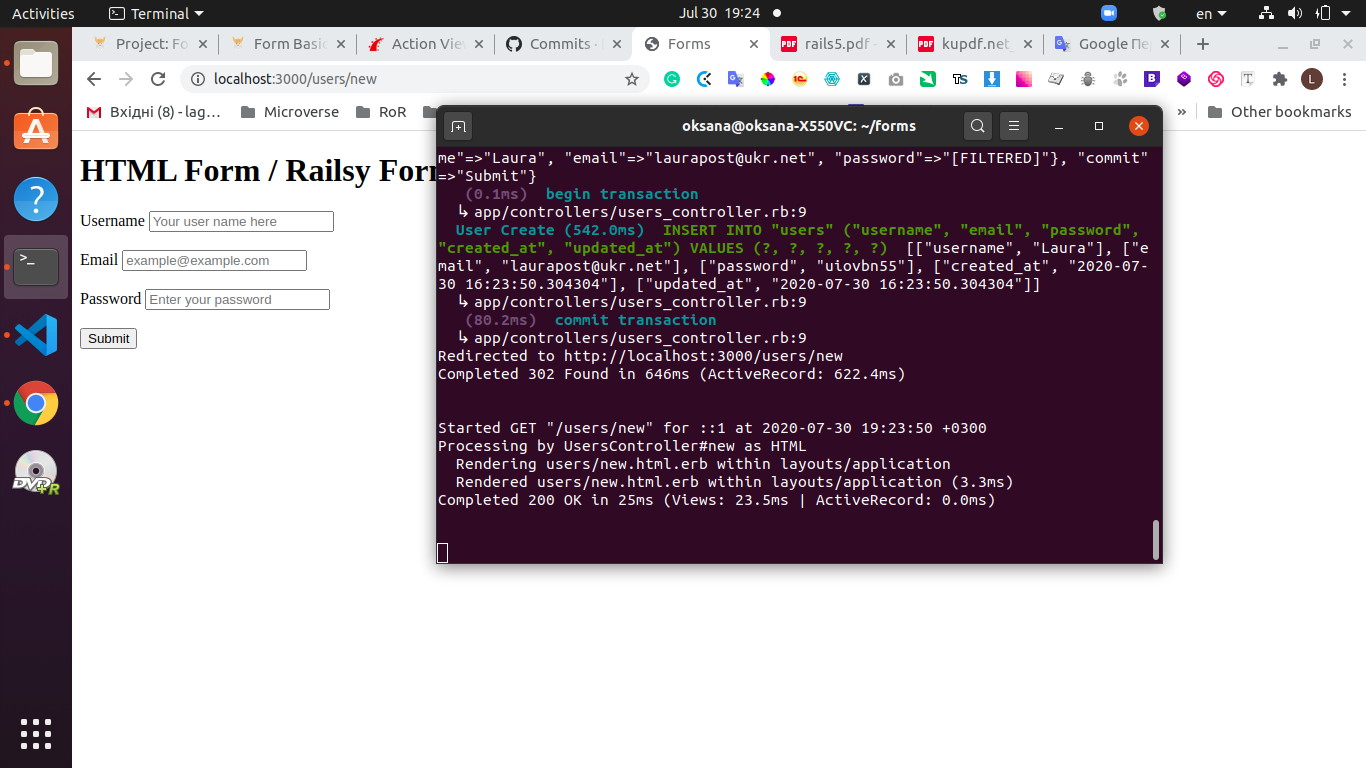 Activities
Terminal
Jul 30 19:24
en
Project: Fo
Form Basic
Action View
Commits ·
Forms
rails5.pdf -
kupdf.net_
Google Пер
localhost:3000/users/new
L
Вхідні (8) - lag…
Microverse
RoR
»
Other bookmarks
HTML Form / Railsy Form
Username Your user name here
Email example@example.com
Password Enter your password
Submit
oksana@oksana-X550VC: ~/forms
me"=>"Laura", "email"=>"laurapost@ukr.net", "password"=>"[FILTERED]"}, "commit"
=>"Submit"}
(0.1ms) begin transaction
↳ app/controllers/users_controller.rb:9
User Create (542.0ms) INSERT INTO "users" ("username", "email", "password",
"created_at", "updated_at") VALUES (?, ?, ?, ?, ?) [["username", "Laura"], ["e
mail", "laurapost@ukr.net"], ["password", "uiovbn55"], ["created_at", "2020-07-
30 16:23:50.304304"], ["updated_at", "2020-07-30 16:23:50.304304"]]
↳ app/controllers/users_controller.rb:9
(80.2ms) commit transaction
↳ app/controllers/users_controller.rb:9
Redirected to http://localhost:3000/users/new
Completed 302 Found in 646ms (ActiveRecord: 622.4ms)
Started GET "/users/new" for ::1 at 2020-07-30 19:23:50 +0300
Processing by UsersController#new as HTML
Rendering users/new.html.erb within layouts/application
Rendered users/new.html.erb within layouts/application (3.3ms)
Completed 200 OK in 25ms (Views: 23.5ms | ActiveRecord: 0.0ms)